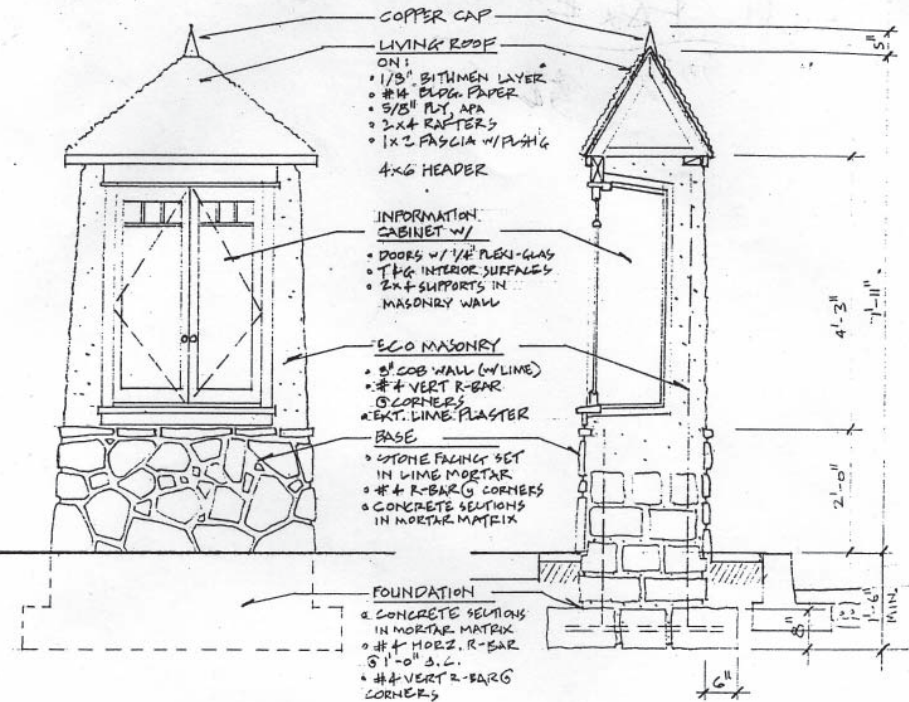 COPPER CAP
LIVING ROOF
ON:
• 1/8" BITHMEN LAYER
• #14 BLDG. PAPER
• 5/8" PLY, APA
• 2x4 RAFTERS
• 1x2 FASCIA W/FLSH'G
4x6 HEADER
INFORMATION
CABINET W/
• DOORS W/ 1/4" PLEXI-GLAS
• T&G INTERIOR SURFACES
• 2x4 SUPPORTS IN
MASONRY WALL
ECO MASONRY
• 8" COB WALL (W/LIME)
• #4 VERT R-BAR
@ CORNERS
• EXT. LIME PLASTER
BASE
• STONE FACING SET
IN LIME MORTAR
• #4 R-BAR @ CORNERS
• CONCRETE SECTIONS
IN MORTAR MATRIX
FOUNDATION
• CONCRETE SECTIONS
IN MORTAR MATRIX
• #4 HORZ. R-BAR
@ 1'-0" O.C.
• #4 VERT R-BAR @
CORNERS
5"
4'-3"
7'-11"
2'-0"
1'-6"
MIN.
8"
6"